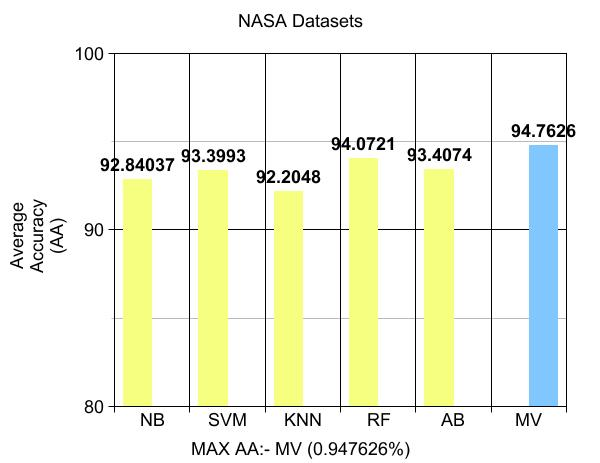 NASA Datasets
100
90
80
Average
Accuracy
(AA)
92.84037
93.3993
92.2048
94.0721
93.4074
94.7626
NB SVM KNN RF AB MV
MAX AA:- MV (0.947626%)